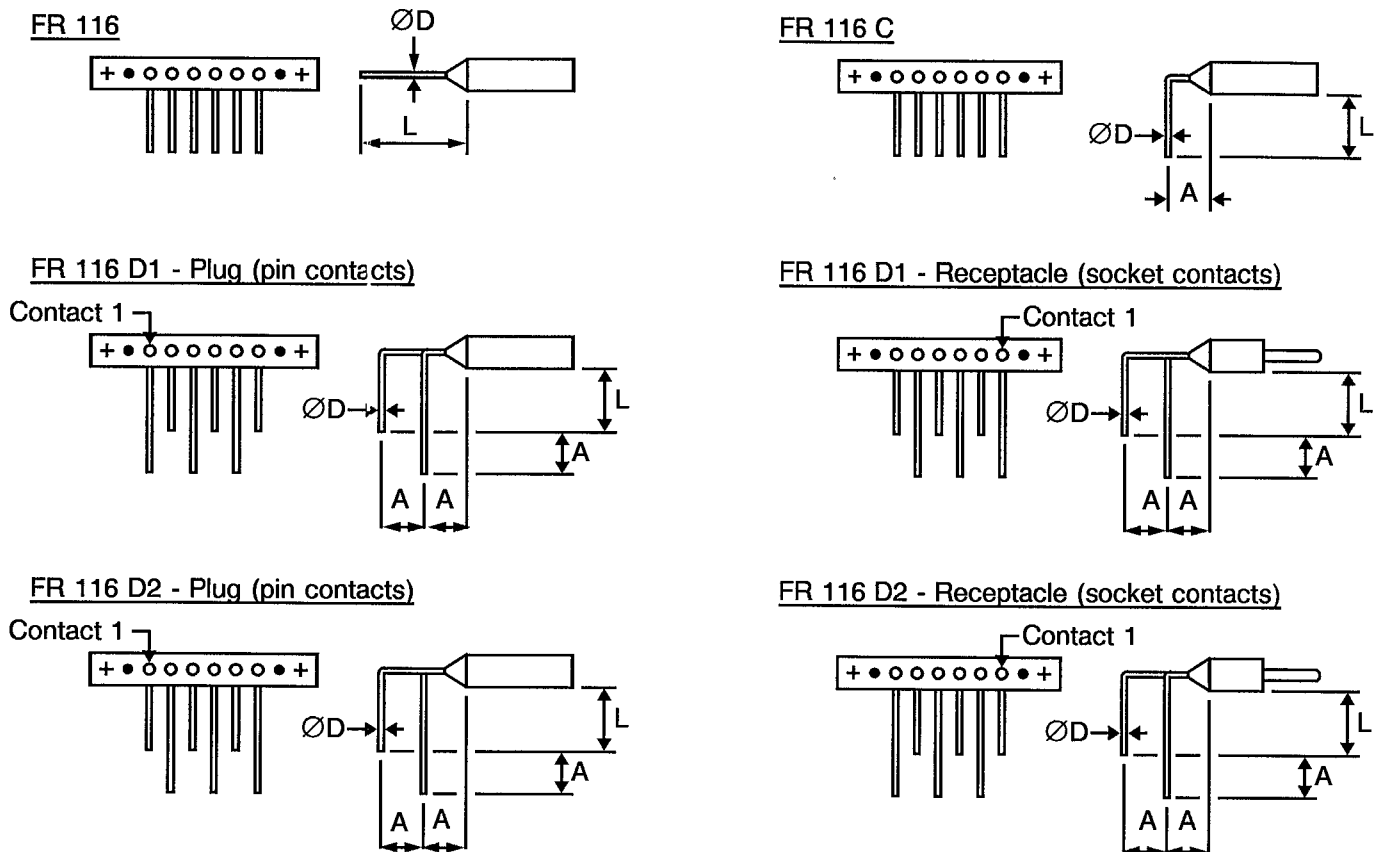 FR 116
ØD
L
FR 116 C
ØD
L
A
FR 116 D1 - Plug (pin contacts)
Contact 1
ØD
L
A
A A
FR 116 D1 - Receptacle (socket contacts)
Contact 1
ØD
L
A
A A
FR 116 D2 - Plug (pin contacts)
Contact 1
ØD
L
A
A A
FR 116 D2 - Receptacle (socket contacts)
Contact 1
ØD
L
A
A A